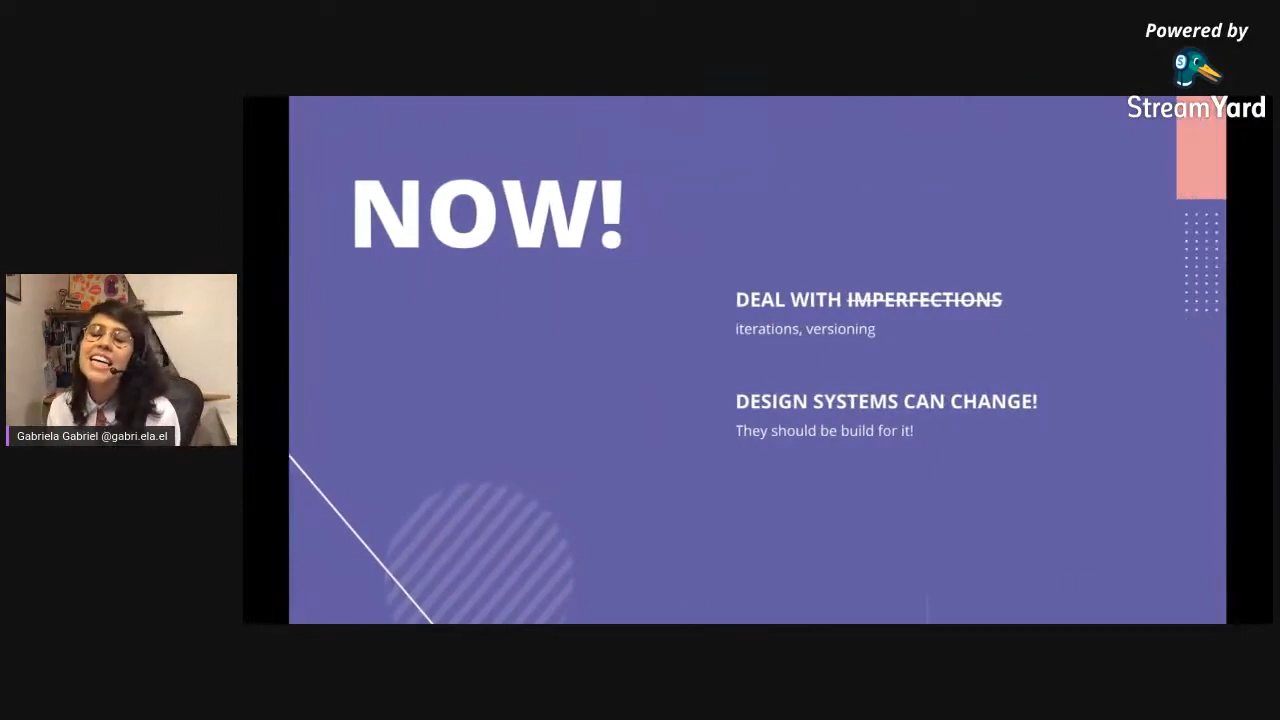 Powered by
StreamYard
NOW!
DEAL WITH IMPERFECTIONS
iterations, versioning
DESIGN SYSTEMS CAN CHANGE!
They should be build for it!
Gabriela Gabriel @gabri.ela.el